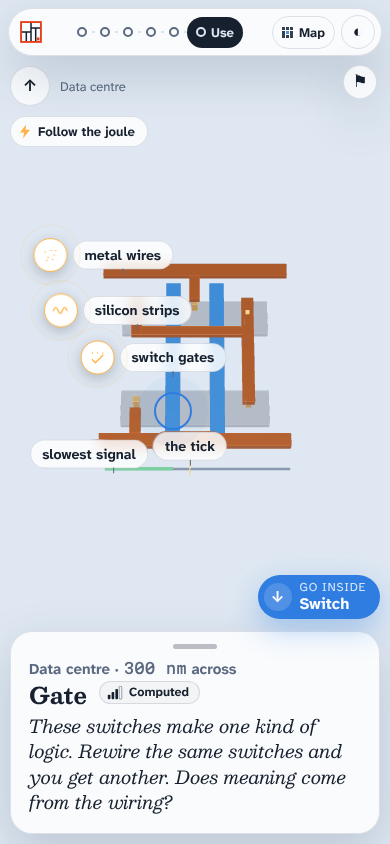 Use
Map
Data centre
Follow the joule
metal wires
silicon strips
switch gates
the tick
slowest signal
GO INSIDE
Switch
Data centre · 300 nm across
Gate
Computed
These switches make one kind of
logic. Rewire the same switches and
you get another. Does meaning come
from the wiring?